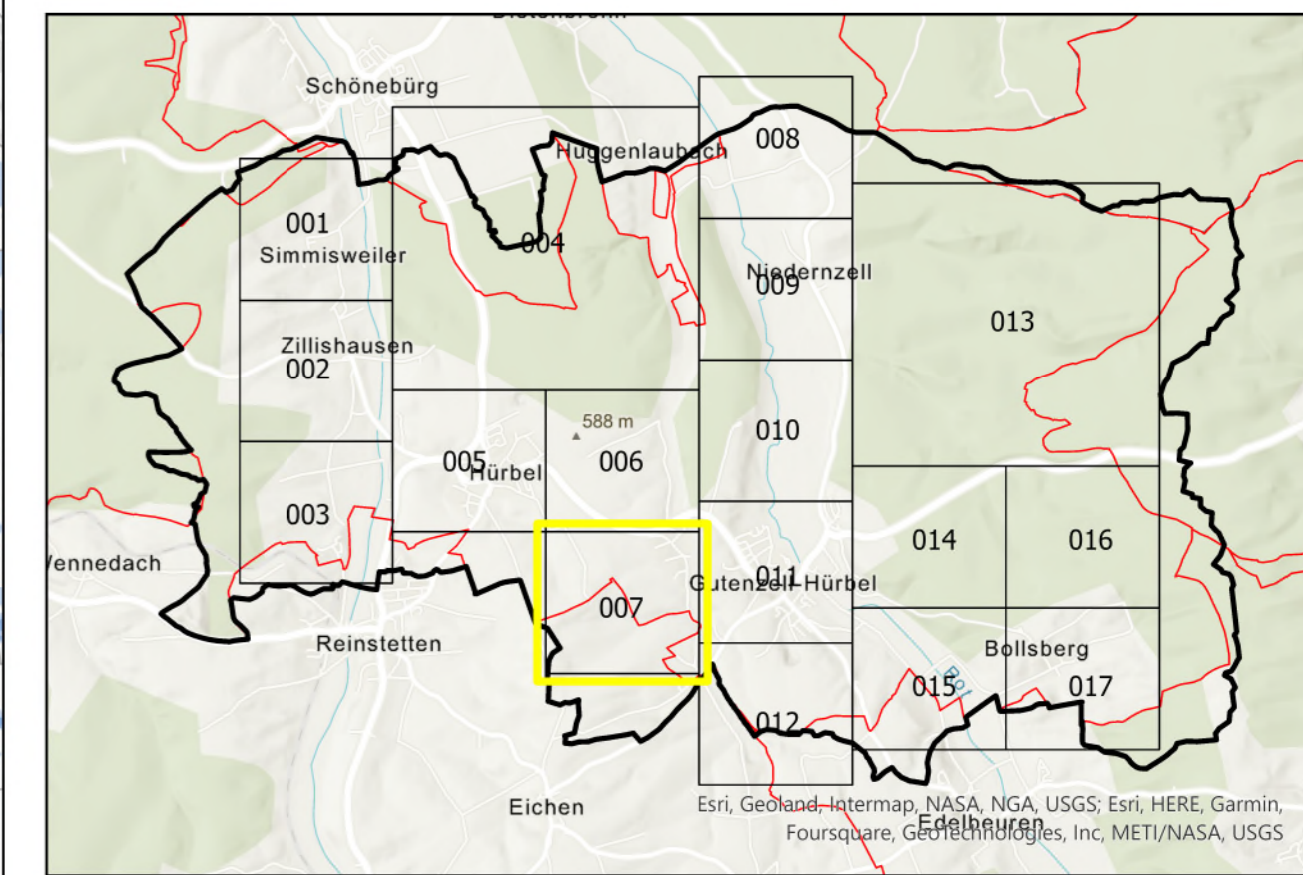 Schönebürg
Huggenlaubach
008
001
Simmisweiler
004
Niedernzell
009
013
Zillishausen
002
588 m
010
005
Hürbel
006
003
014
016
Wennedach
011
Gutenzell-Hürbel
007
Reinstetten
Bollsberg
015
Rot
017
012
Eichen
Esri, Geoland, Intermap, NASA, NGA, USGS; Esri, HERE, Garmin,
Edelbeuren
Foursquare, GeoTechnologies, Inc, METI/NASA, USGS